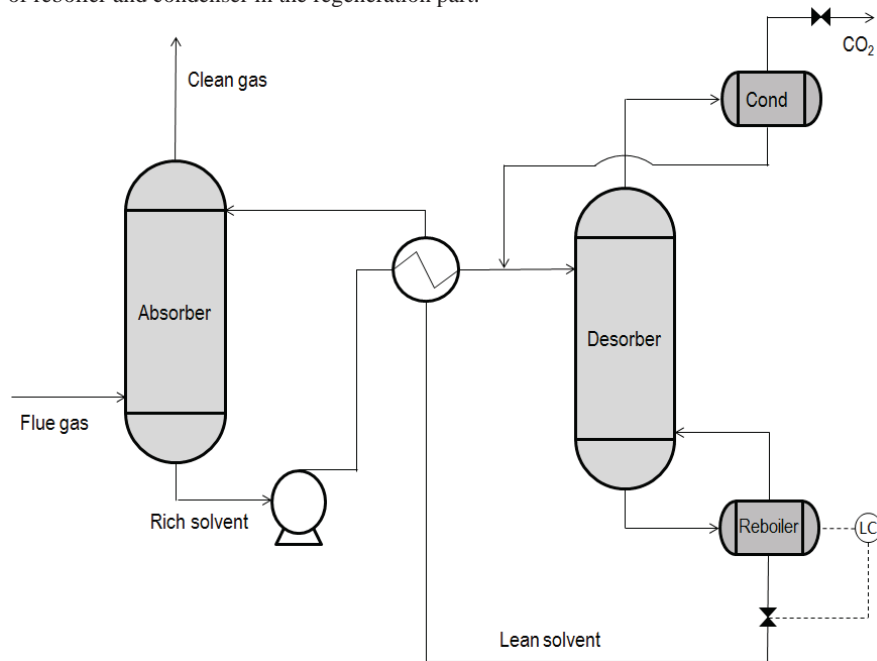 of reboiler and condenser in the regeneration part.
CO2
Clean gas
Cond
Absorber
Desorber
Flue gas
Rich solvent
Reboiler
LC
Lean solvent